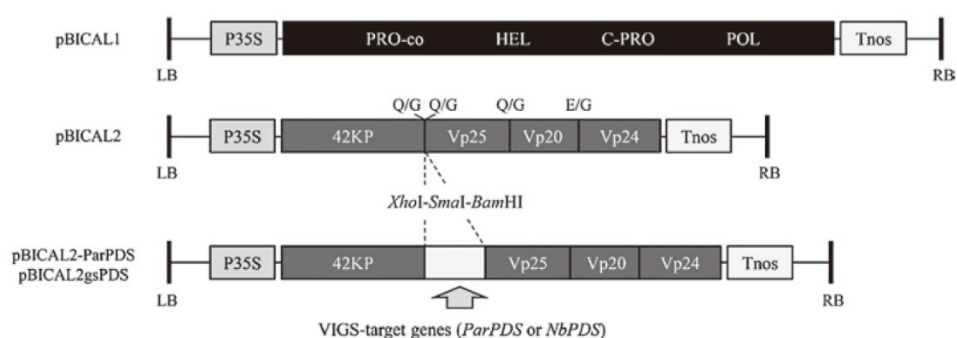 pBICAL1 P35S PRO-co HEL C-PRO POL Tnos
LB RB
Q/G Q/G Q/G E/G
pBICAL2 P35S 42KP Vp25 Vp20 Vp24 Tnos
LB RB
XhoI-SmaI-BamHI
pBICAL2-ParPDS
pBICAL2gsPDS
P35S 42KP Vp25 Vp20 Vp24 Tnos
LB RB
VIGS-target genes (ParPDS or NbPDS)